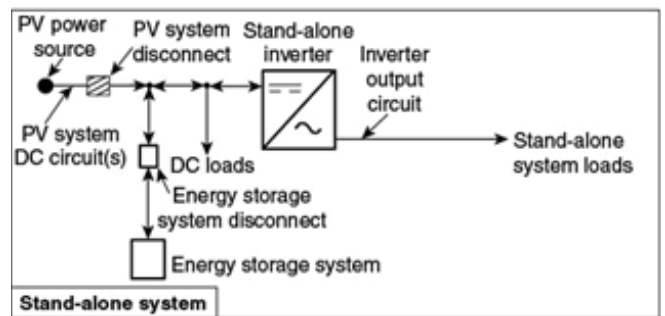 PV power
source
PV system
disconnect
Stand-alone
inverter
Inverter
output
circuit
PV system
DC circuit(s)
DC loads
Stand-alone
system loads
Energy storage
system disconnect
Energy storage system
Stand-alone system